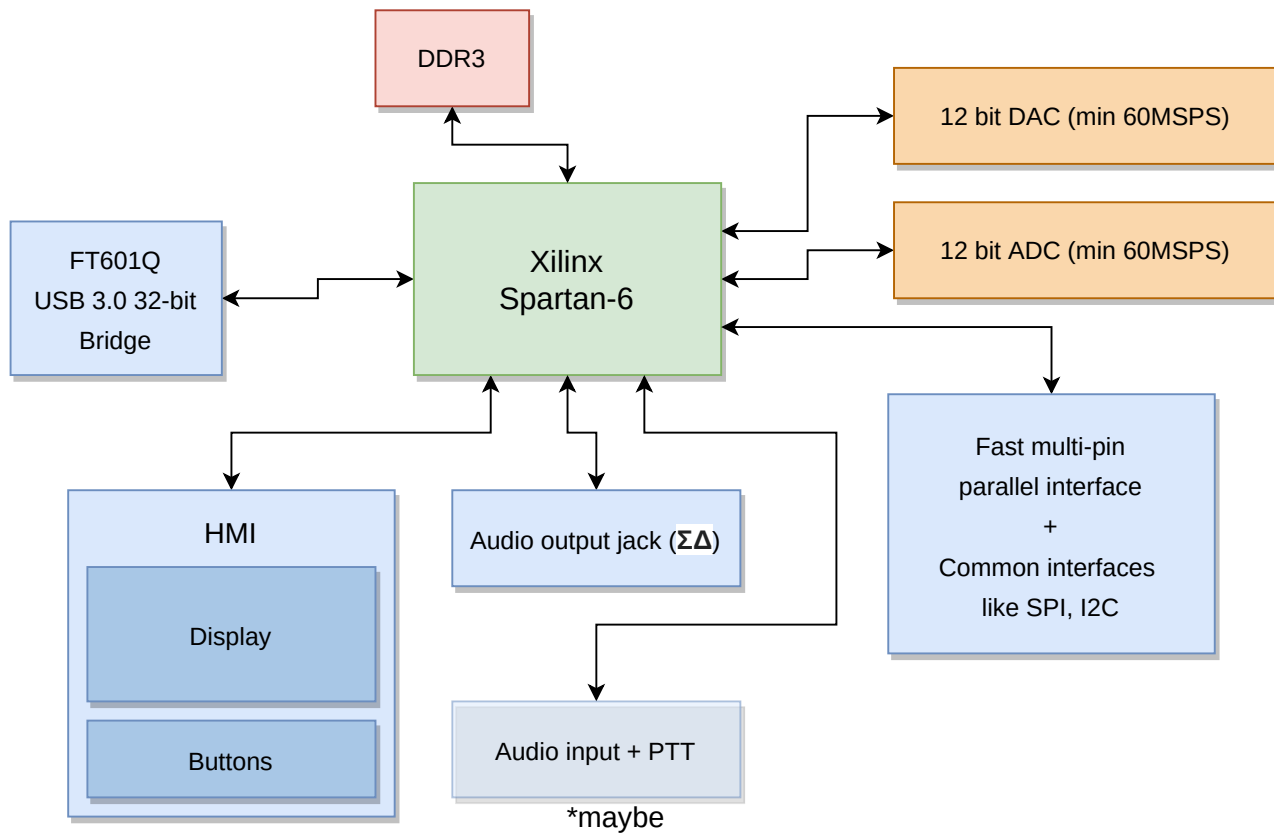 DDR3
12 bit DAC (min 60MSPS)
12 bit ADC (min 60MSPS)
Xilinx
Spartan-6
FT601Q
USB 3.0 32-bit
Bridge
Fast multi-pin
parallel interface
+
Common interfaces
like SPI, I2C
HMI
Display
Buttons
Audio output jack (ΣΔ)
Audio input + PTT
*maybe